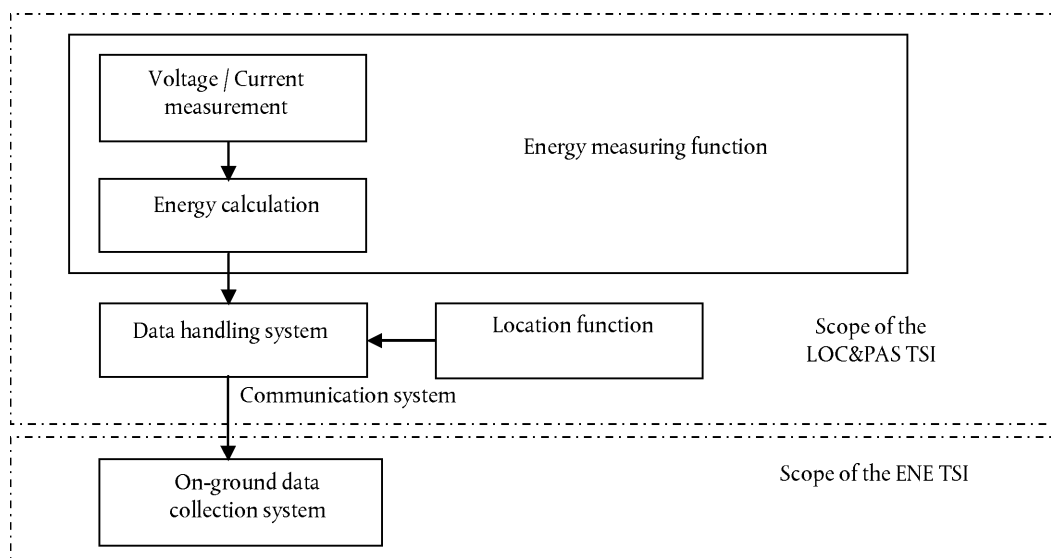 Voltage / Current
measurement
Energy measuring function
Energy calculation
Data handling system
Location function
Scope of the
LOC&PAS TSI
Communication system
On-ground data
collection system
Scope of the ENE TSI